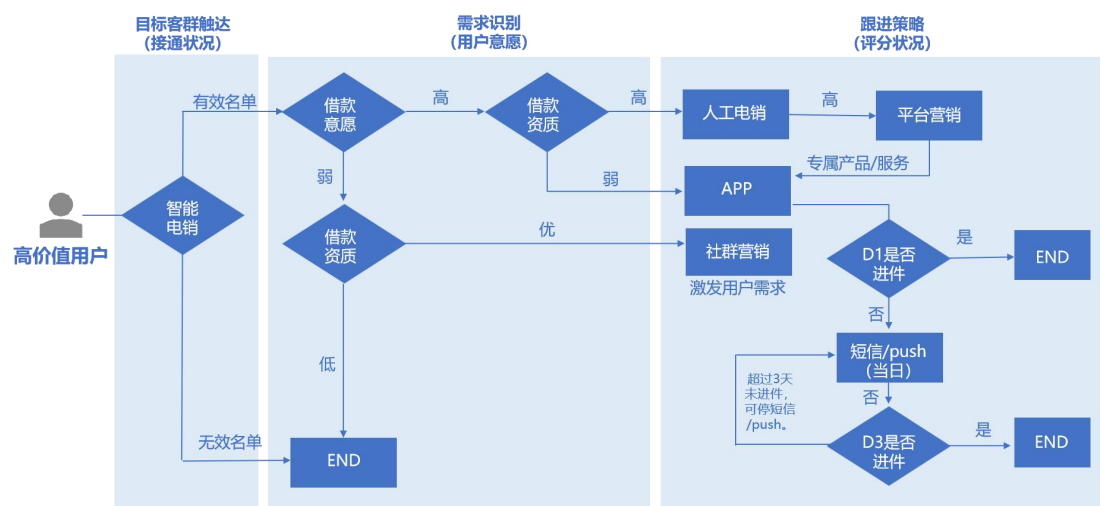 目标客群触达
（接通状况）
需求识别
（用户意愿）
跟进策略
（评分状况）
高价值用户
智能
电销
有效名单
无效名单
借款
意愿
高
借款
资质
高
弱
弱
借款
资质
优
低
END
人工电销
高
平台营销
专属产品/服务
APP
社群营销
激发用户需求
D1是否
进件
是
END
否
短信/push
（当日）
超过3天
未进件，
可停短信
/push。
否
D3是否
进件
是
END